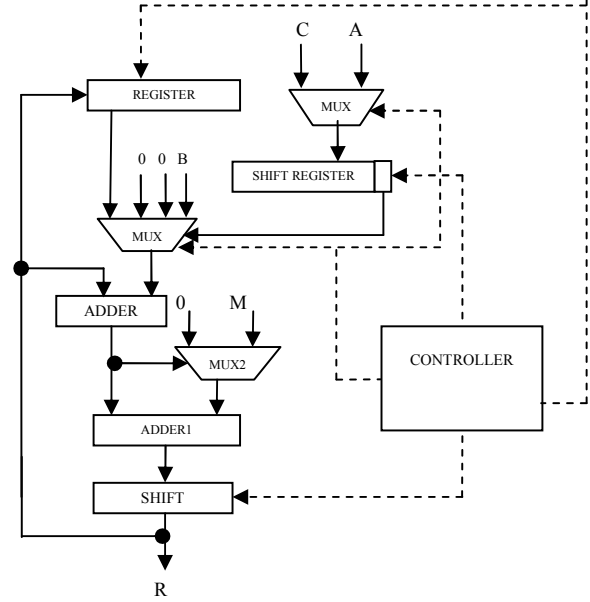 C A
REGISTER
MUX
0 0 B
SHIFT REGISTER
MUX
ADDER
0 M
CONTROLLER
MUX2
ADDER1
SHIFT
R